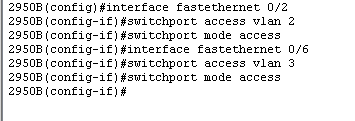 2950B(config)#interface fastethernet 0/2
2950B(config-if)#switchport access vlan 2
2950B(config-if)#switchport mode access
2950B(config-if)#interface fastethernet 0/6
2950B(config-if)#switchport access vlan 3
2950B(config-if)#switchport mode access
2950B(config-if)#